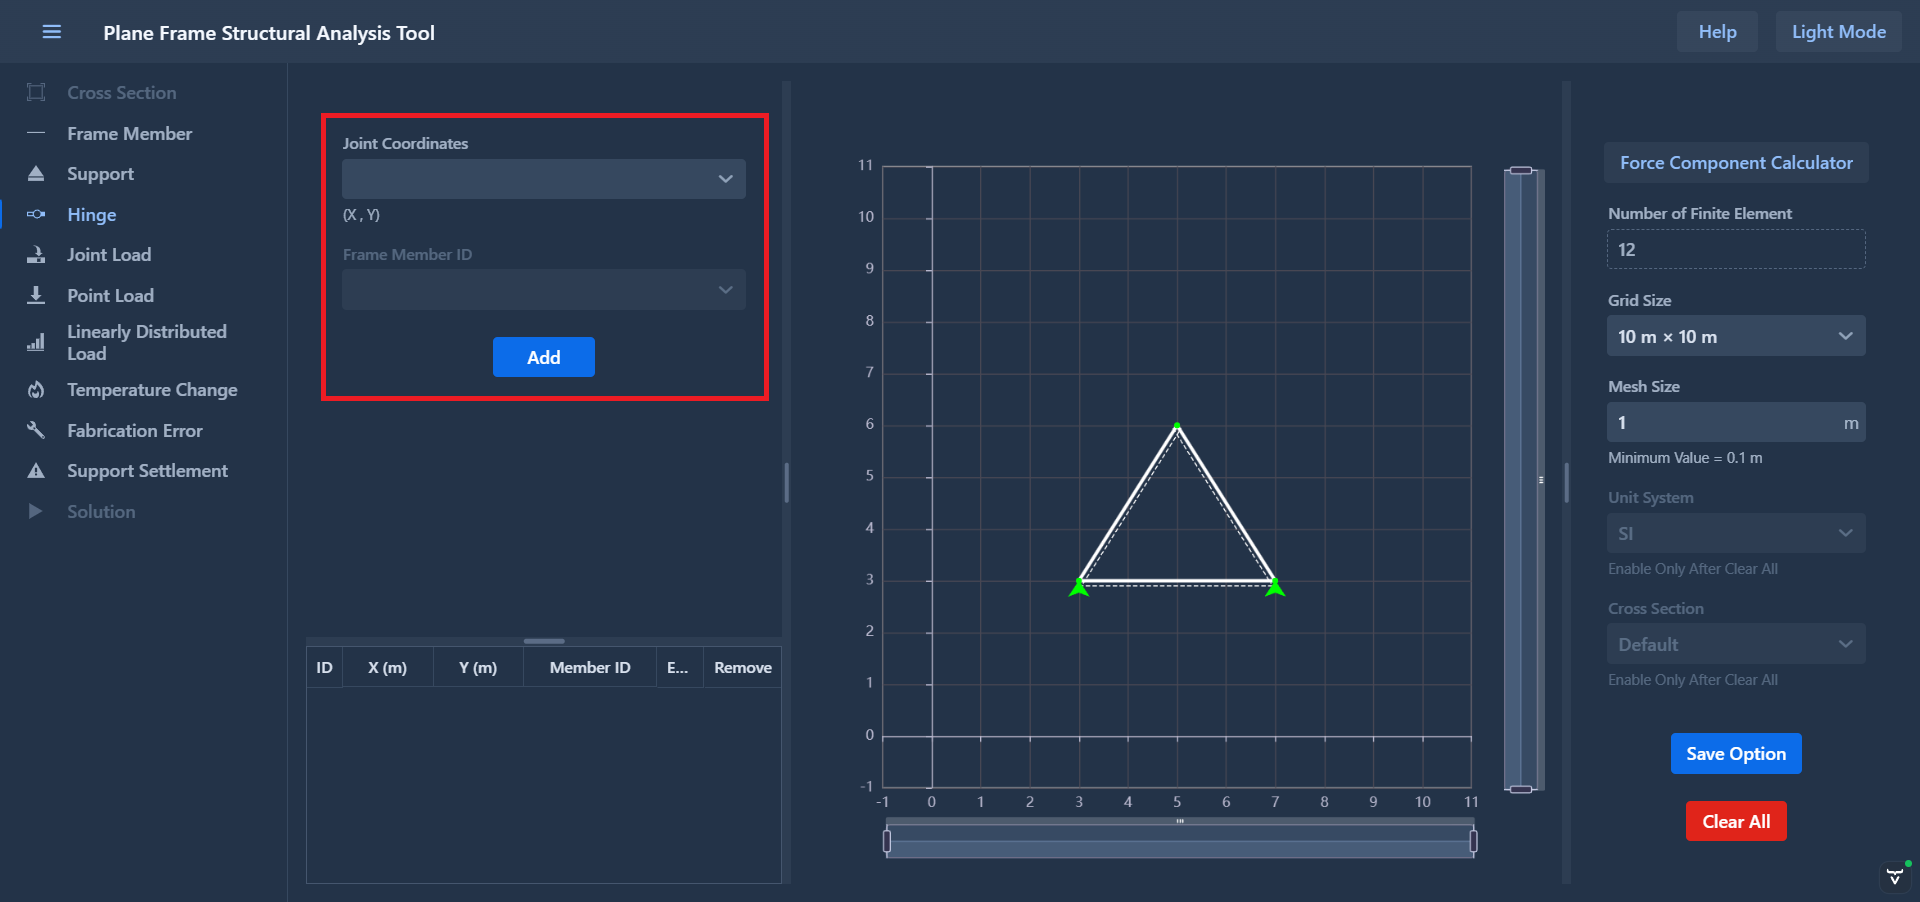 Plane Frame Structural Analysis Tool
Help
Light Mode
Cross Section
Frame Member
Support
Hinge
Joint Load
Point Load
Linearly Distributed
Load
Temperature Change
Fabrication Error
Support Settlement
Solution
Joint Coordinates
(X , Y)
Frame Member ID
Add
ID X (m) Y (m) Member ID E... Remove
11
10
9
8
7
6
5
4
3
2
1
0
-1
-1 0 1 2 3 4 5 6 7 8 9 10 11
Force Component Calculator
Number of Finite Element
12
Grid Size
10 m × 10 m
Mesh Size
1 m
Minimum Value = 0.1 m
Unit System
SI
Enable Only After Clear All
Cross Section
Default
Enable Only After Clear All
Save Option
Clear All